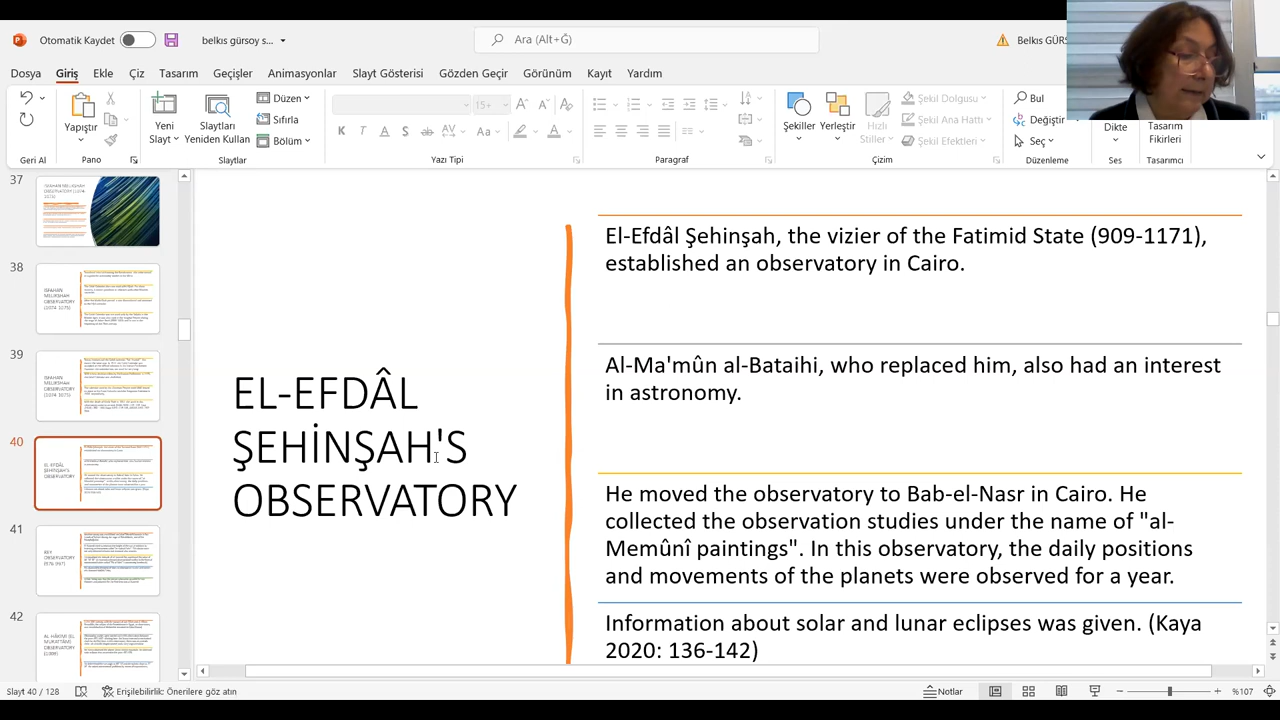 Otomatik Kaydet
belkıs gürsoy s...
Ara (Alt+G)
Belkıs GÜRS
Dosya Giriş Ekle Çiz Tasarım Geçişler Animasyonlar Slayt Gösterisi Gözden Geçir Görünüm Kayıt Yardım
Yapıştır
Yeni Slayt
Slaytları Yeniden Kullan
Düzen
Sıfırla
Bölüm
15+
K T A S ab AV Aa A
Şekiller
Yerleştir
Hızlı Stiller
Şekil Dolgusu
Şekil Ana Hattı
Şekil Efektleri
Bul
Değiştir
Seç
Dikte
Tasarım Fikirleri
Geri Al Pano Slaytlar Yazı Tipi Paragraf Çizim Düzenleme Ses Tasarımcı
37
38
39
40
41
42
EL-EFDÂL
ŞEHİNŞAH'S
OBSERVATORY
El-Efdâl Şehinşah, the vizier of the Fatimid State (909-1171),
established an observatory in Cairo.
Al-Ma'mûn al-Batami, who replaced him, also had an interest
in astronomy.
He moved the observatory to Bab-el-Nasr in Cairo. He
collected the observation studies under the name of "al-
Memûnî paintings" In this observatory, the daily positions
and movements of the planets were observed for a year.
Information about solar and lunar eclipses was given. (Kaya
2020: 136-142)
Slayt 40 / 128
Erişilebilirlik: Önerilere göz atın
Notlar
%107